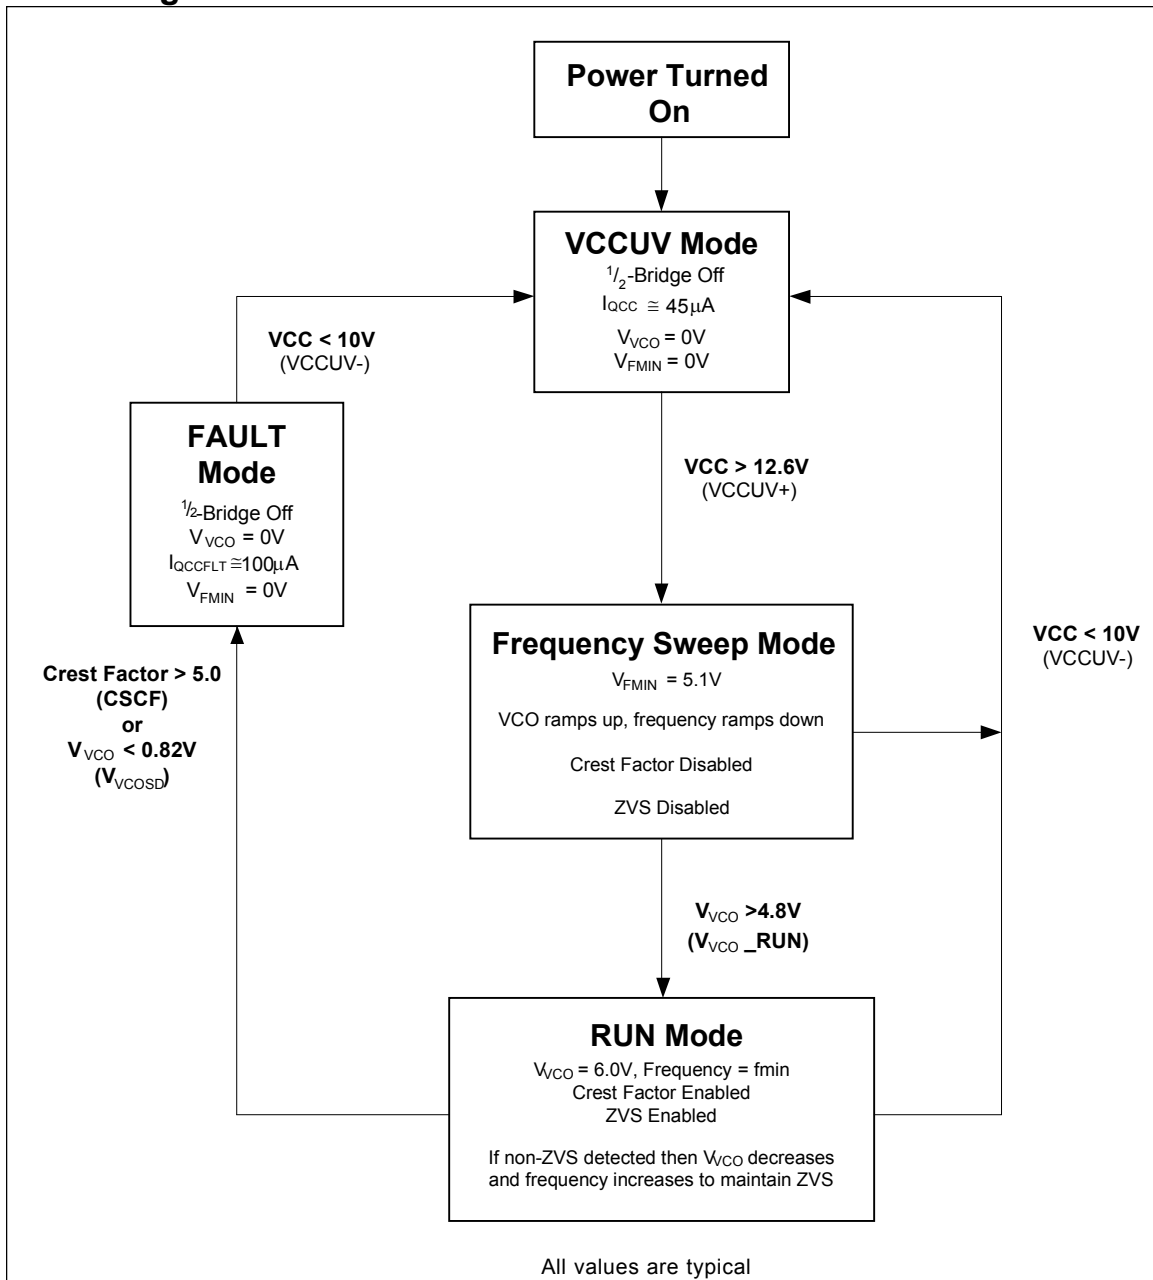 Power Turned
On
VCCUV Mode
1/2-Bridge Off
IQCC ≅ 45μA
VVCO = 0V
VFMIN = 0V
VCC < 10V
(VCCUV-)
FAULT
Mode
1/2-Bridge Off
VVCO = 0V
IQCCFLT ≅100μA
VFMIN = 0V
VCC > 12.6V
(VCCUV+)
Frequency Sweep Mode
VFMIN = 5.1V
VCO ramps up, frequency ramps down
Crest Factor Disabled
ZVS Disabled
VCC < 10V
(VCCUV-)
Crest Factor > 5.0
(CSCF)
or
VVCO < 0.82V
(VVCOSD)
VVCO >4.8V
(VVCO _RUN)
RUN Mode
VVCO = 6.0V, Frequency = fmin
Crest Factor Enabled
ZVS Enabled
If non-ZVS detected then VVCO decreases
and frequency increases to maintain ZVS
All values are typical